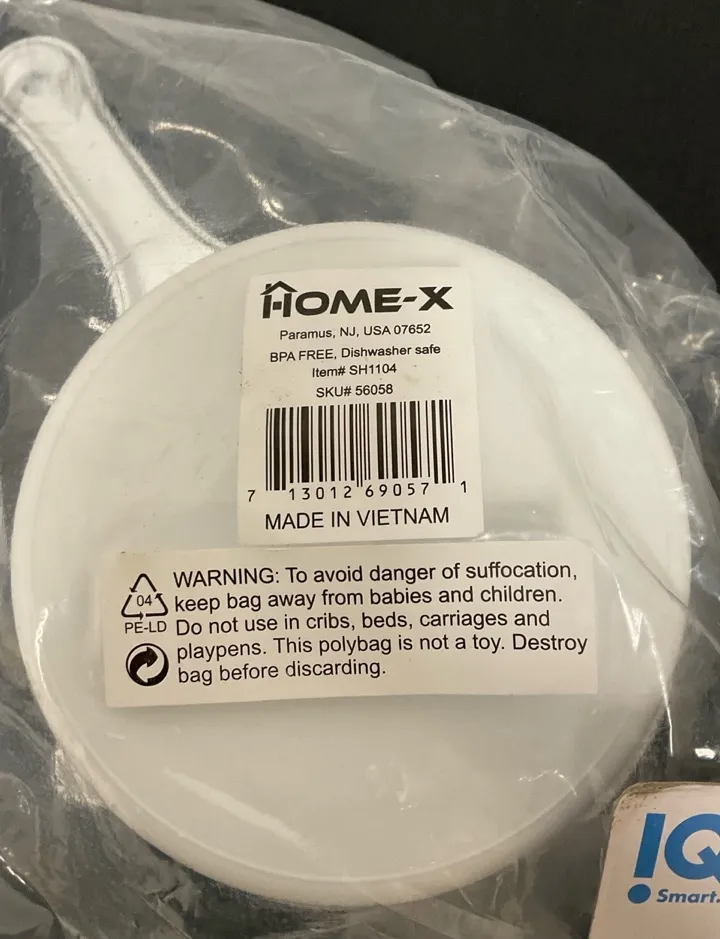 HOME-X
Paramus, NJ, USA 07652
BPA FREE, Dishwasher safe
Item# SH1104
SKU# 56058
7 13012 69057 1
MADE IN VIETNAM
04
PE-LD
WARNING: To avoid danger of suffocation,
keep bag away from babies and children.
Do not use in cribs, beds, carriages and
playpens. This polybag is not a toy. Destroy
bag before discarding.
IQ
Smart.